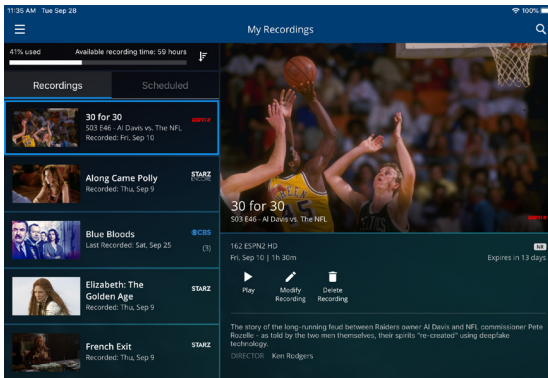 11:35 AM Tue Sep 28
100%
My Recordings
41% used
Available recording time: 59 hours
Recordings
Scheduled
30 for 30
S03 E46 - Al Davis vs. The NFL
Recorded: Fri, Sep 10
ESPN2
Along Came Polly
Recorded: Thu, Sep 9
STARZ
ENCORE
Blue Bloods
Last Recorded: Sat, Sep 25
CBS
(3)
Elizabeth: The
Golden Age
Recorded: Thu, Sep 9
STARZ
French Exit
Recorded: Thu, Sep 9
STARZ
30 for 30
S03 E46 - Al Davis vs. The NFL
ESPN2
162 ESPN2 HD
NR
Fri, Sep 10 | 1h 30m
Expires in 13 days
Play
Modify
Recording
Delete
Recording
The story of the long-running feud between Raiders owner Al Davis and NFL commissioner Pete
Rozelle - as told by the two men themselves, their spirits "re-created" using deepfake
technology.
DIRECTOR Ken Rodgers